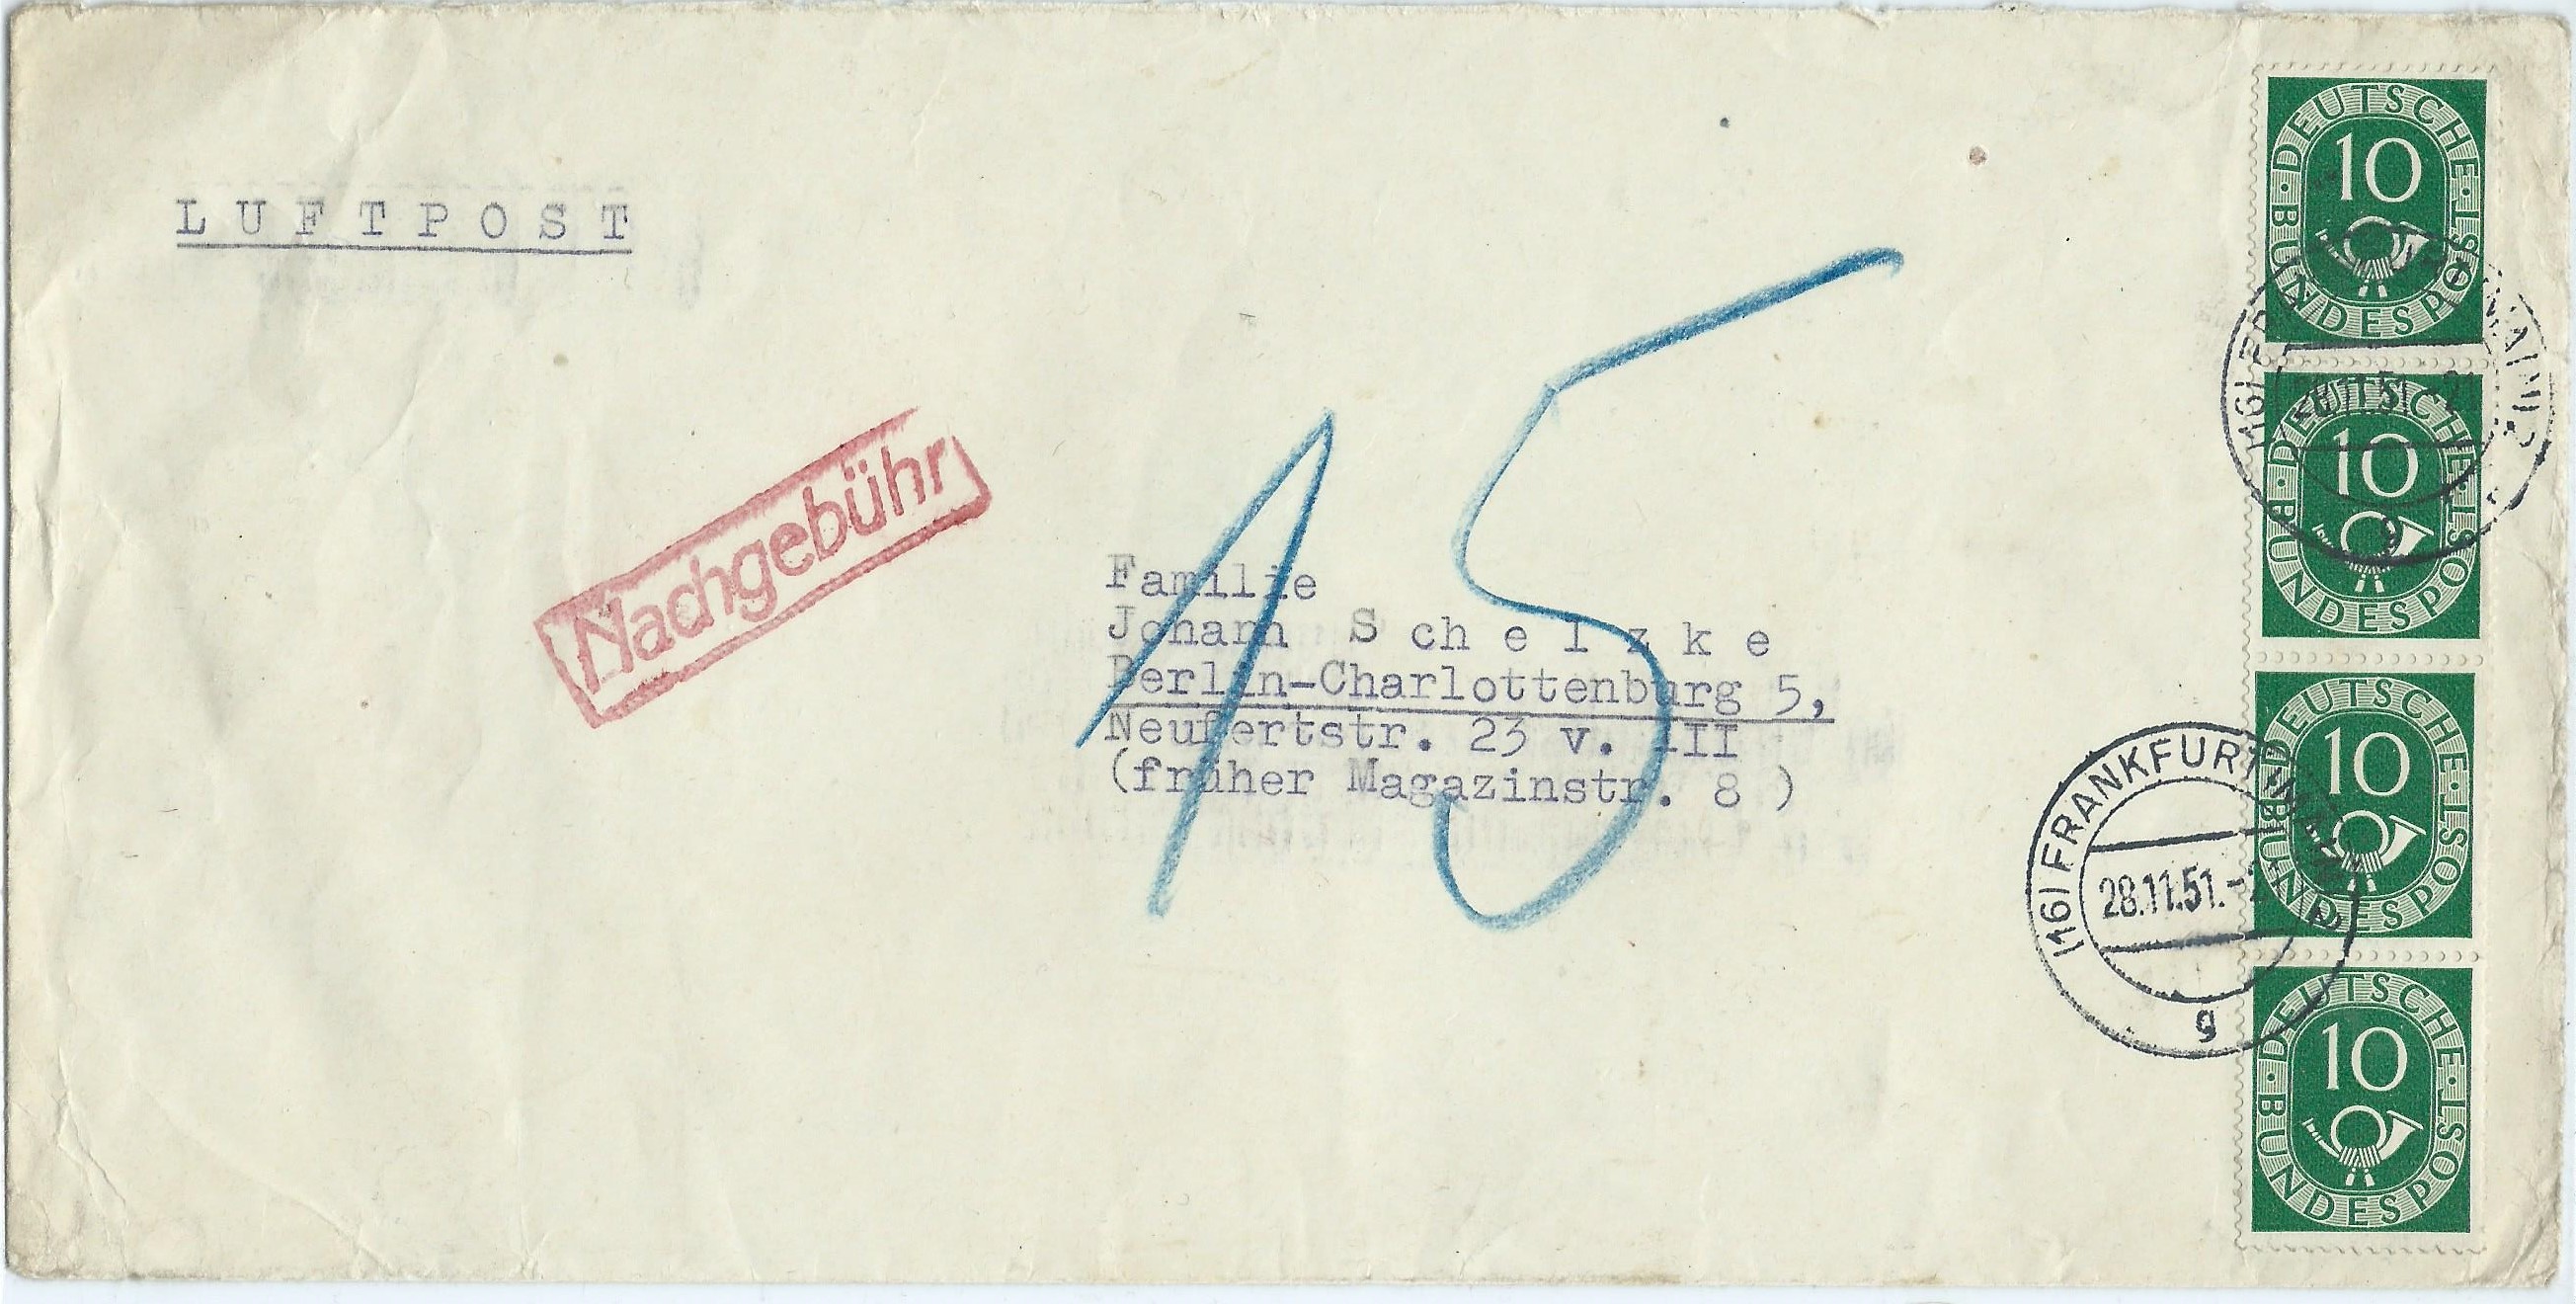 LUFTPOST
Nachgebühr
15
Familie
Johann Schelzke
Berlin-Charlottenburg 5,
Neufertstr. 23 v. III
(früher Magazinstr. 8 )
DEUTSCHE BUNDESPOST
10
DEUTSCHE BUNDESPOST
10
DEUTSCHE BUNDESPOST
10
DEUTSCHE BUNDESPOST
10
(16) FRANKFURT
28.11.51.
g